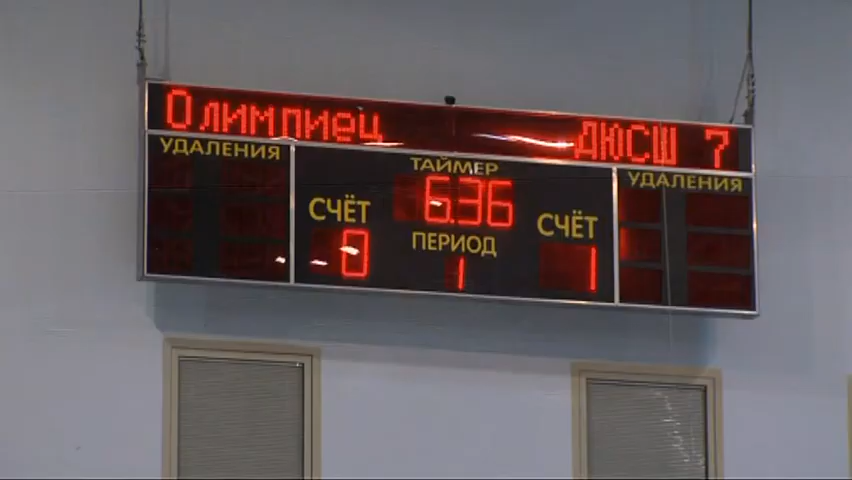 Олимпиец ДЮСШ 7
УДАЛЕНИЯ ТАЙМЕР УДАЛЕНИЯ
6.36
СЧЁТ СЧЁТ
0 ПЕРИОД 1
1